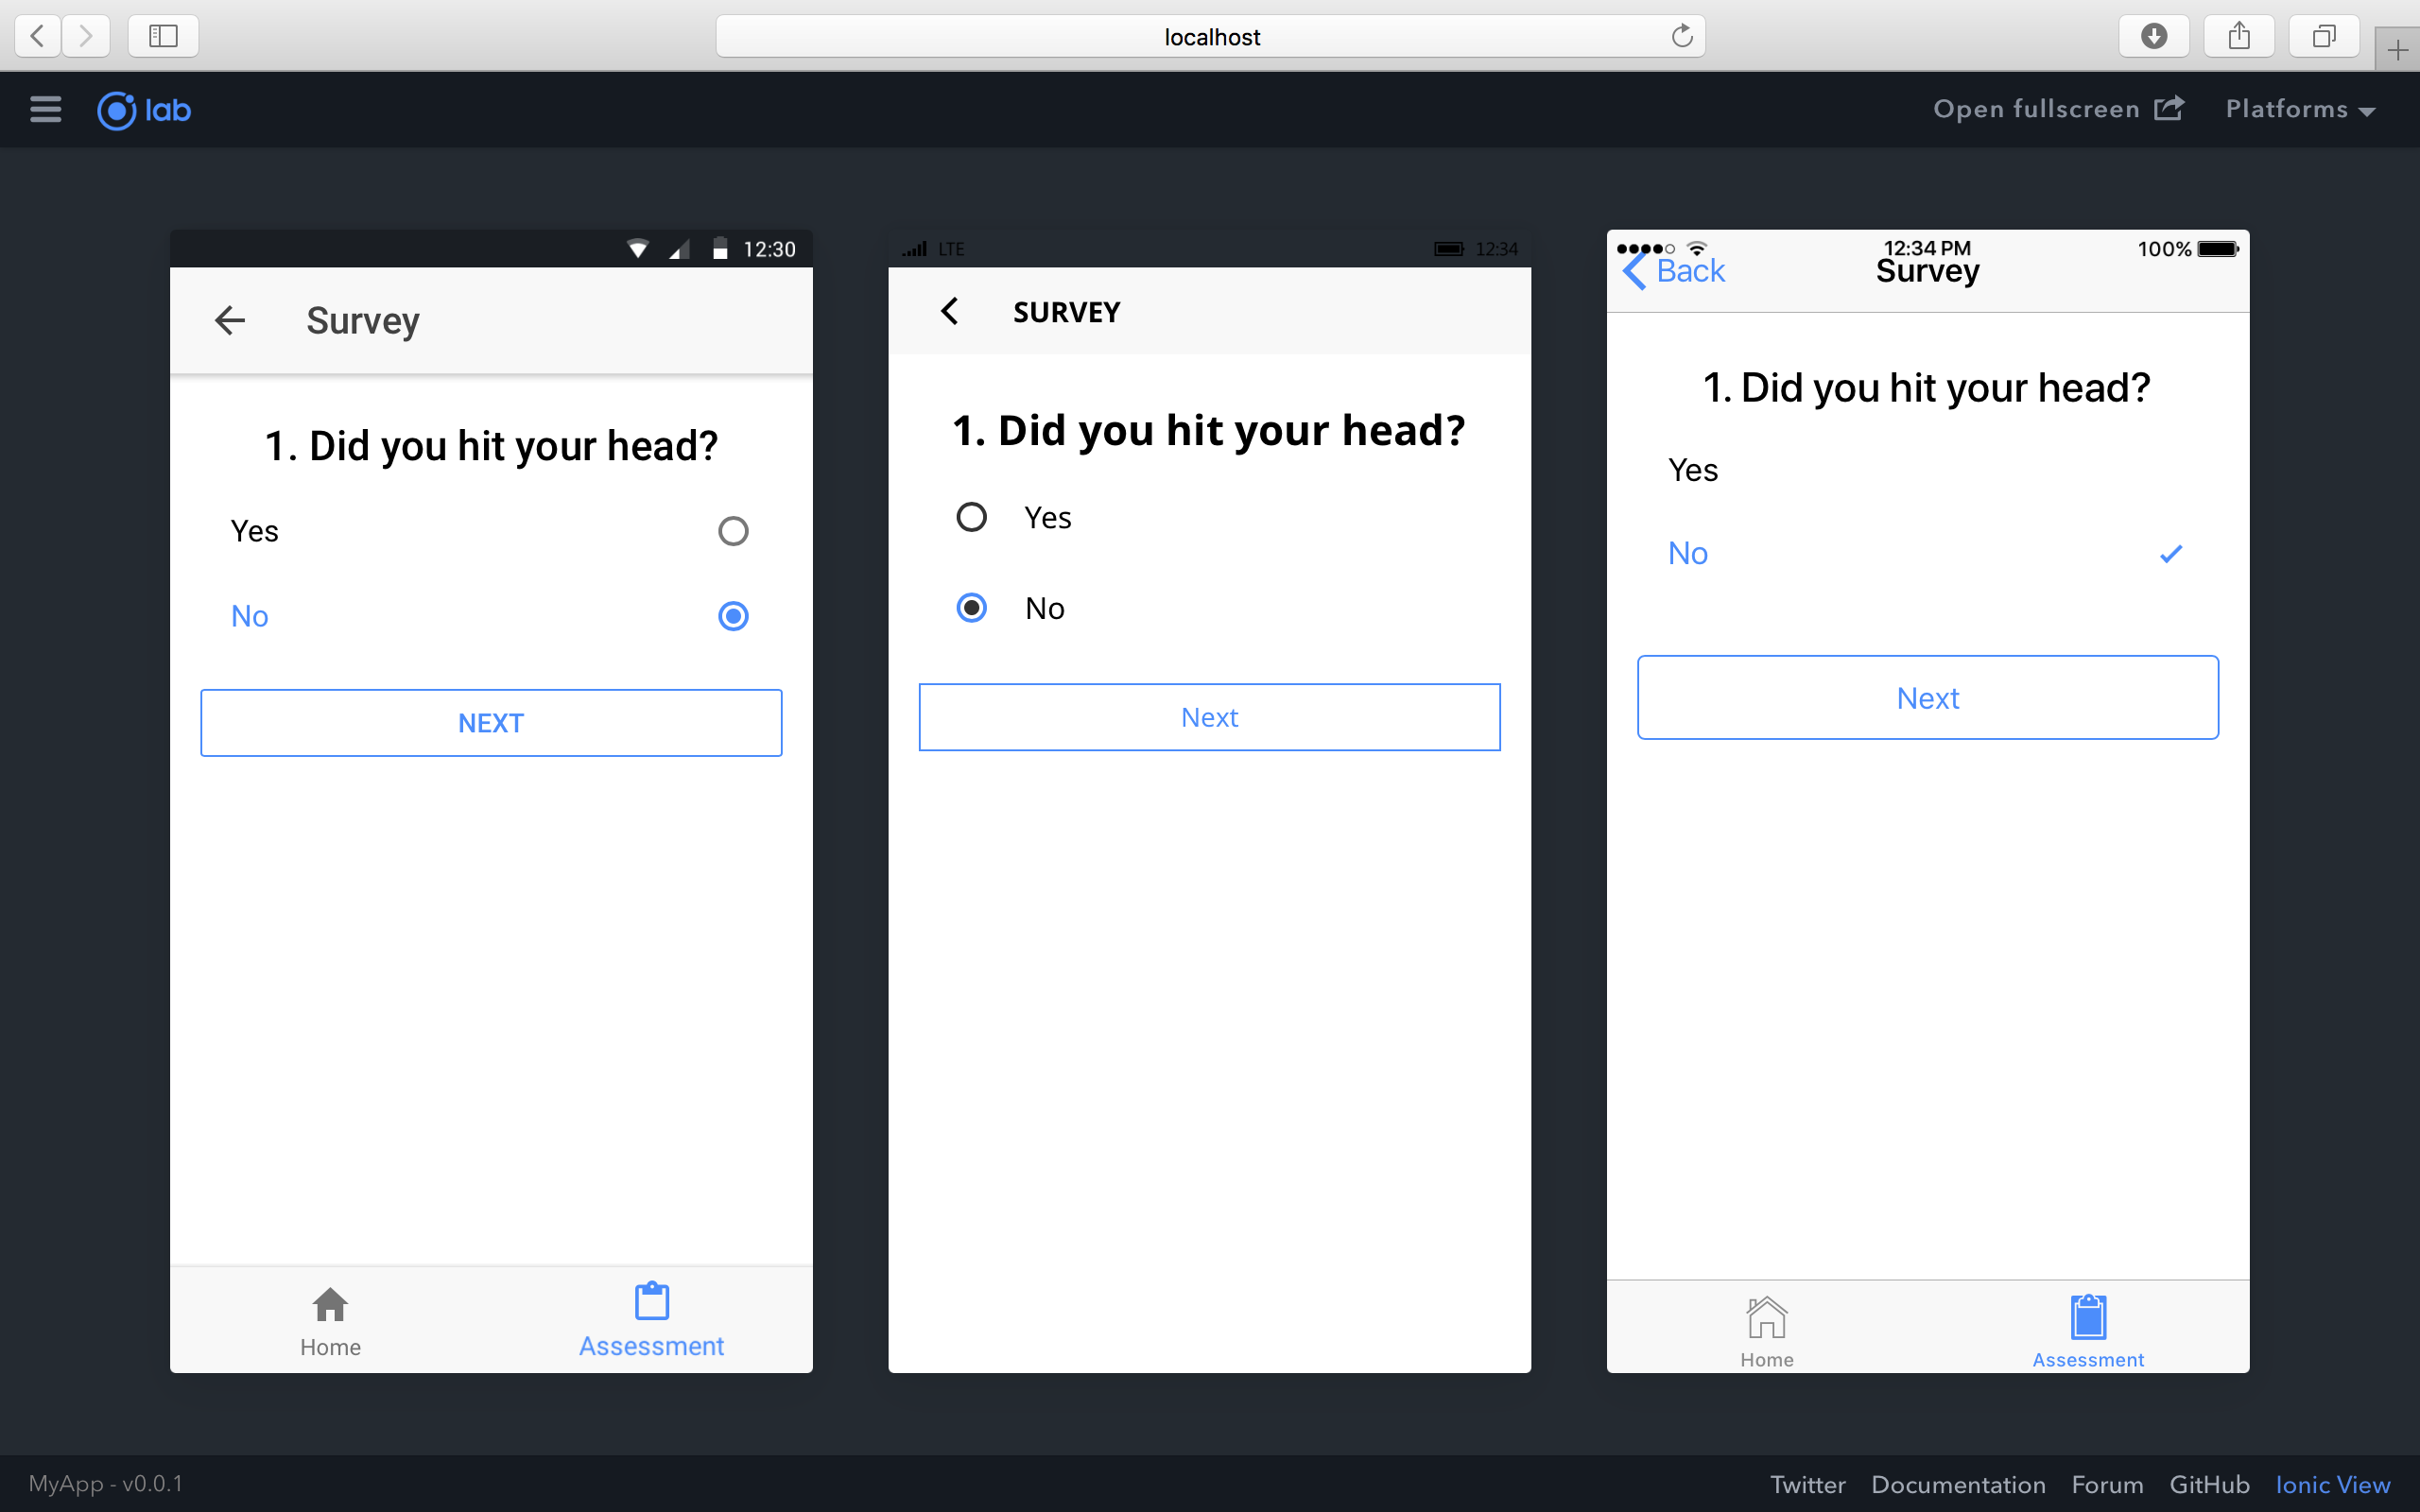 localhost
lab
Open fullscreen
Platforms
12:30
Survey
1. Did you hit your head?
Yes
No
NEXT
Home
Assessment
LTE
12:34
SURVEY
1. Did you hit your head?
Yes
No
Next
12:34 PM
100%
Back
Survey
1. Did you hit your head?
Yes
No
Next
Home
Assessment
MyApp - v0.0.1
Twitter Documentation Forum GitHub Ionic View